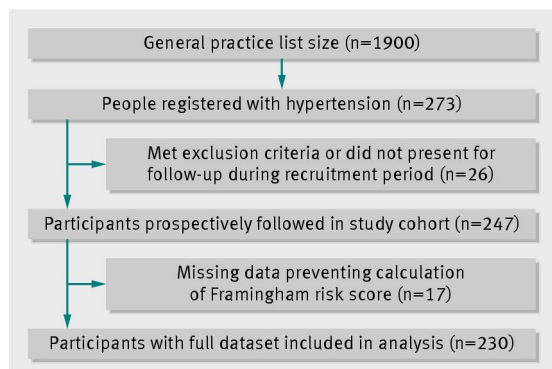 General practice list size (n=1900)
People registered with hypertension (n=273)
Met exclusion criteria or did not present for
follow-up during recruitment period (n=26)
Participants prospectively followed in study cohort (n=247)
Missing data preventing calculation
of Framingham risk score (n=17)
Participants with full dataset included in analysis (n=230)